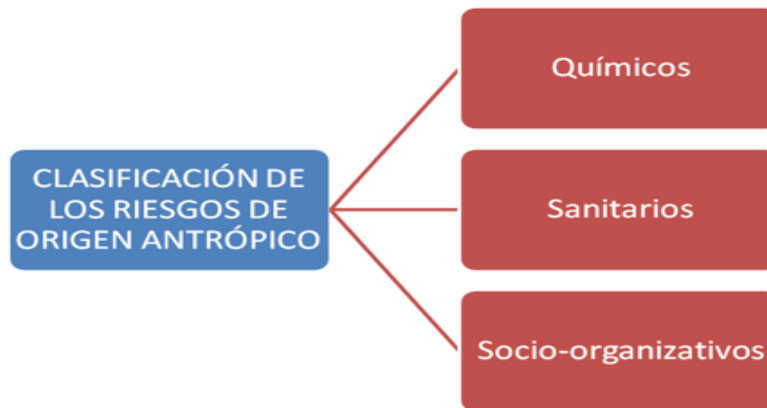 CLASIFICACIÓN DE
LOS RIESGOS DE
ORIGEN ANTRÓPICO
Químicos
Sanitarios
Socio-organizativos